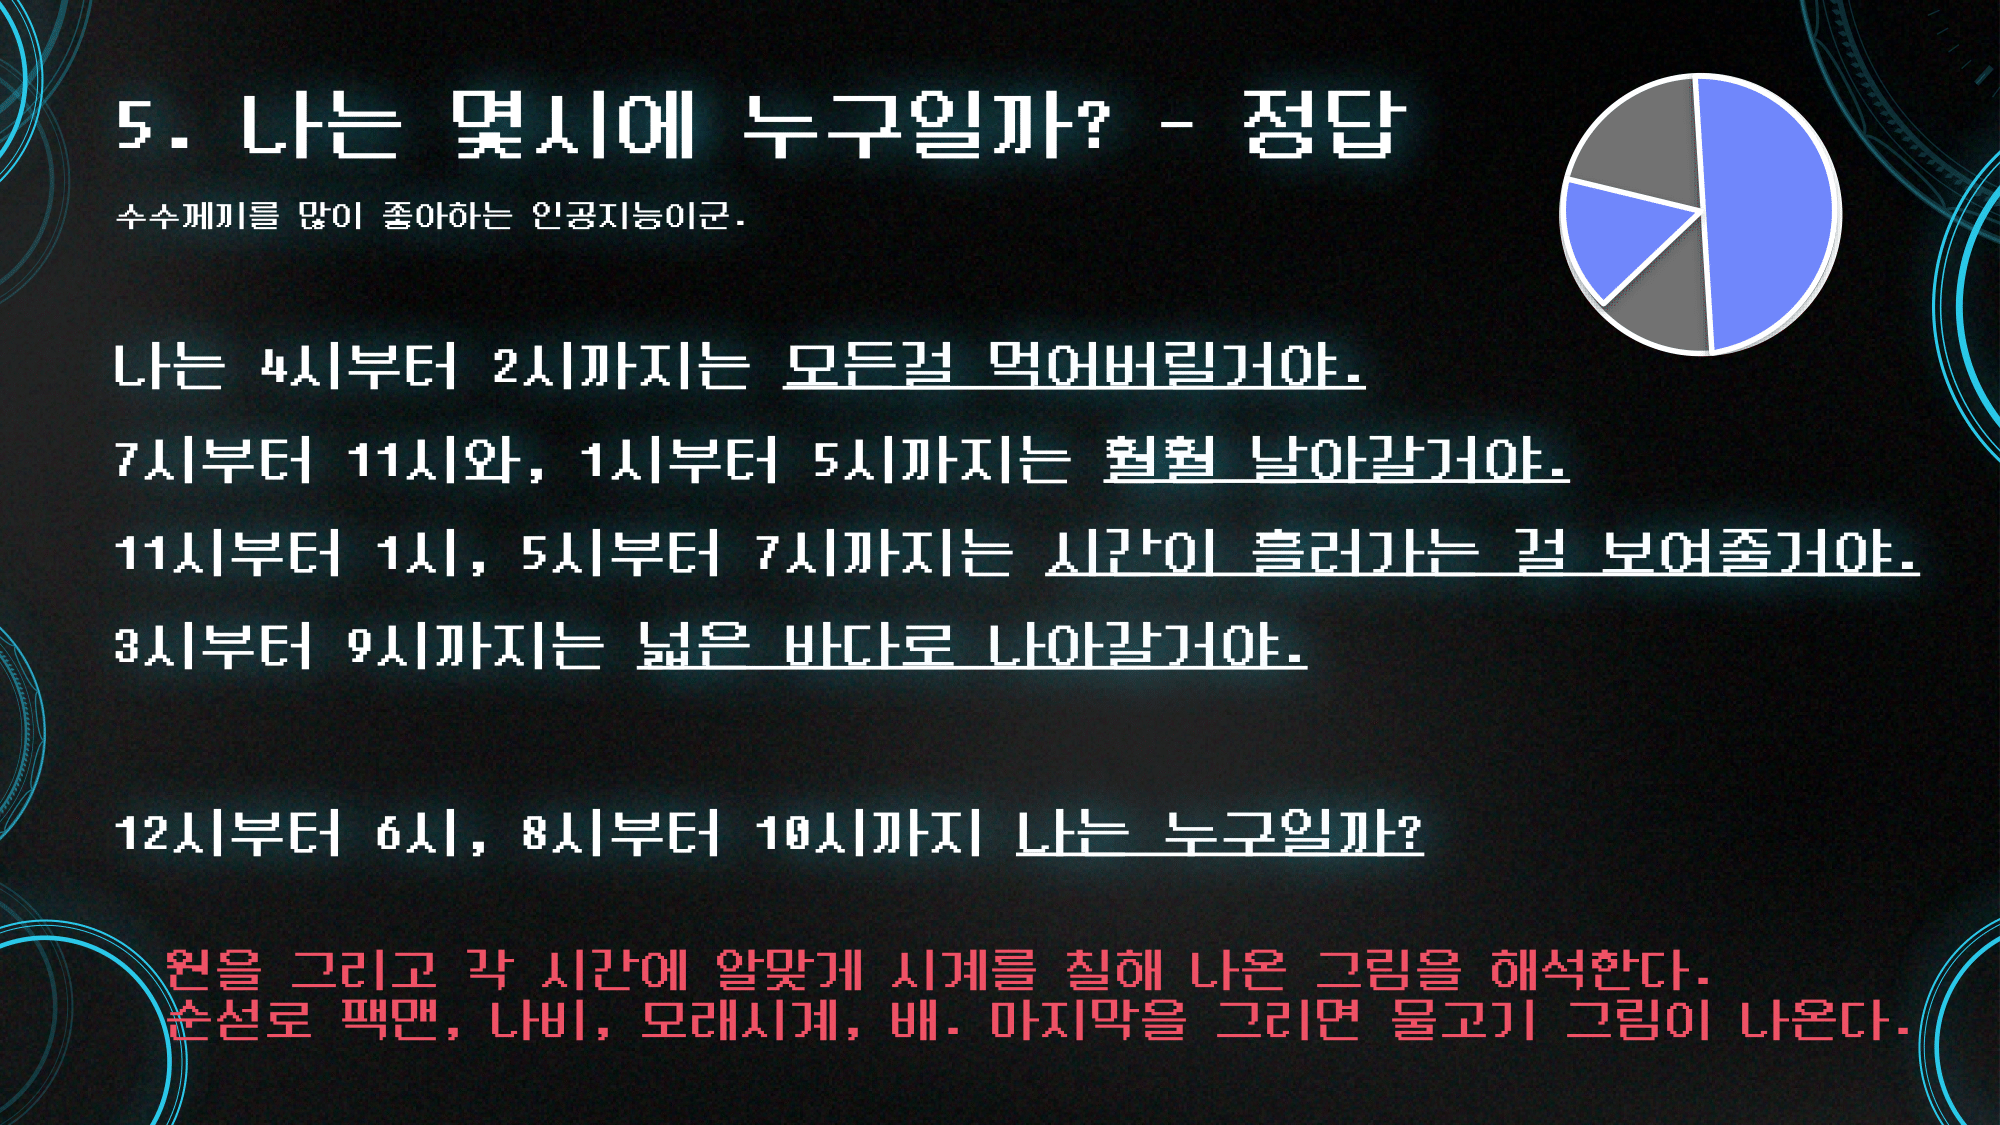 5. 나는 몇시에 누구일까? - 정답
수수께끼를 많이 좋아하는 인공지능이군.
나는 4시부터 2시까지는 모든걸 먹어버릴거야.
7시부터 11시와, 1시부터 5시까지는 훨훨 날아갈거야.
11시부터 1시, 5시부터 7시까지는 시간이 흘러가는 걸 보여줄거야.
3시부터 9시까지는 넓은 바다로 나아갈거야.
12시부터 6시, 8시부터 10시까지 나는 누구일까?
원을 그리고 각 시간에 알맞게 시계를 칠해 나온 그림을 해석한다.
순섣로 팩맨, 나비, 모래시계, 배. 마지막을 그리면 물고기 그림이 나온다.